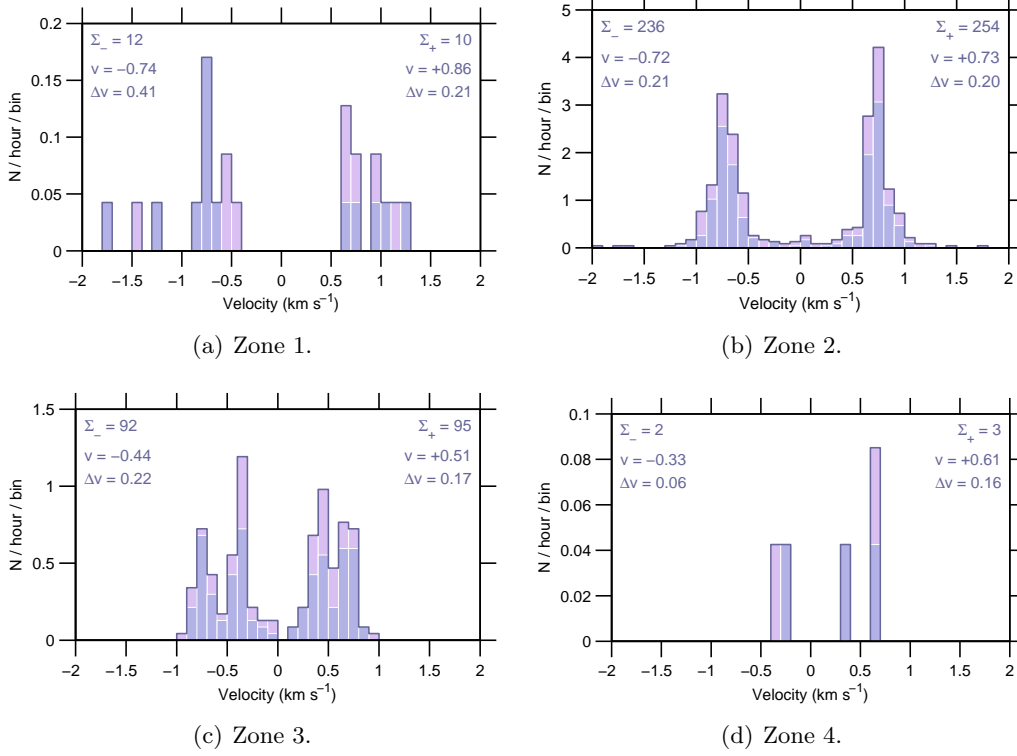 0.2
0.15
0.1
0.05
0
N / hour / bin
Σ− = 12
v = −0.74
Δv = 0.41
Σ+ = 10
v = +0.86
Δv = 0.21
−2 −1.5 −1 −0.5 0 0.5 1 1.5 2
Velocity (km s−1)
(a) Zone 1.
5
4
3
2
1
0
N / hour / bin
Σ− = 236
v = −0.72
Δv = 0.21
Σ+ = 254
v = +0.73
Δv = 0.20
−2 −1.5 −1 −0.5 0 0.5 1 1.5 2
Velocity (km s−1)
(b) Zone 2.
1.5
1
0.5
0
N / hour / bin
Σ− = 92
v = −0.44
Δv = 0.22
Σ+ = 95
v = +0.51
Δv = 0.17
−2 −1.5 −1 −0.5 0 0.5 1 1.5 2
Velocity (km s−1)
(c) Zone 3.
0.1
0.08
0.06
0.04
0.02
0
N / hour / bin
Σ− = 2
v = −0.33
Δv = 0.06
Σ+ = 3
v = +0.61
Δv = 0.16
−2 −1.5 −1 −0.5 0 0.5 1 1.5 2
Velocity (km s−1)
(d) Zone 4.